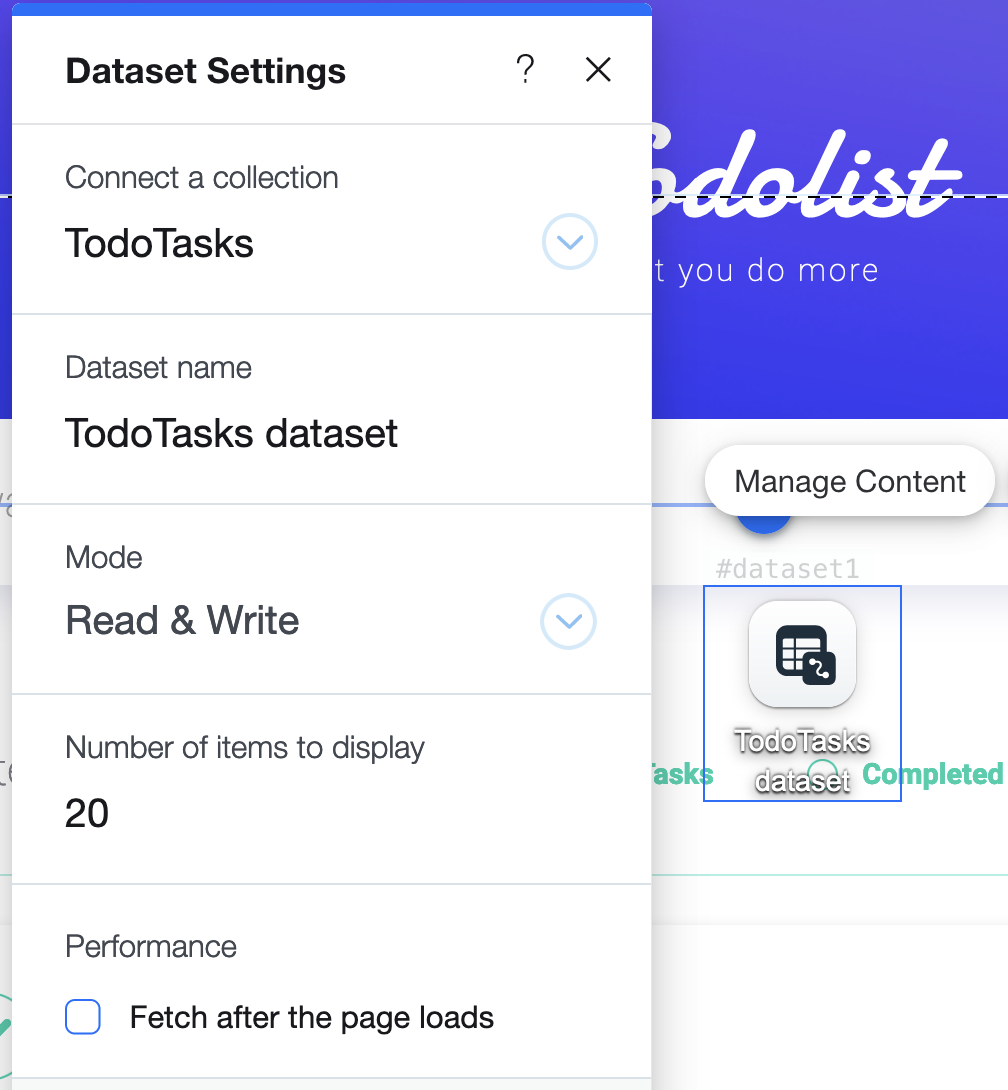 Dataset Settings
?
Connect a collection
TodoTasks
Dataset name
TodoTasks dataset
Mode
Read & Write
Number of items to display
20
Performance
Fetch after the page loads
odolist
t you do more
Manage Content
#dataset1
TodoTasks
dataset
Tasks
Completed